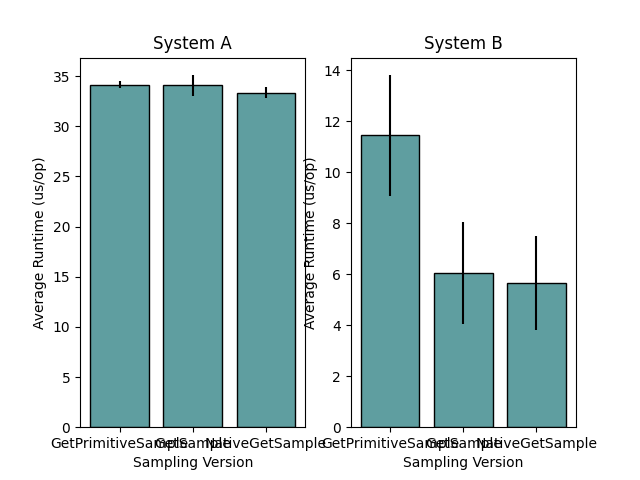 System A
Average Runtime (us/op)
35
30
25
20
15
10
5
0
GetPrimitiveSample GetSample NativeGetSample
Sampling Version
System B
Average Runtime (us/op)
14
12
10
8
6
4
2
0
GetPrimitiveSample GetSample NativeGetSample
Sampling Version